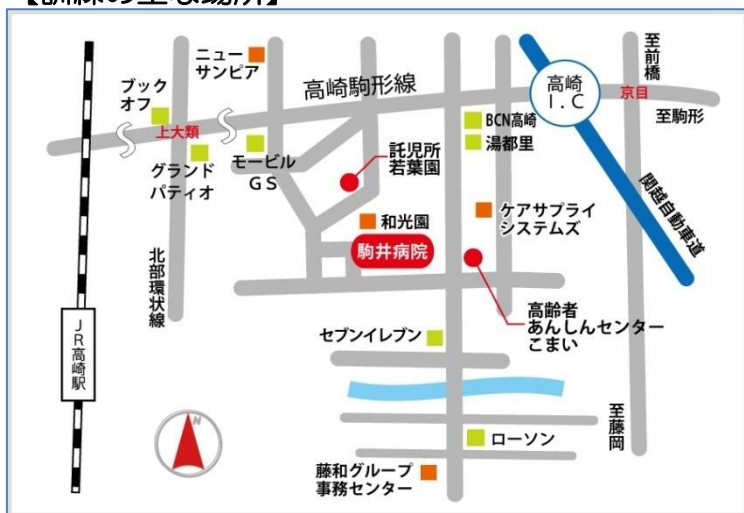 【訓練の主な場所】
ニュー
サンピア
ブック
オフ
高崎駒形線
高崎
I.C
至前橋
京目
至駒形
上大類
グランド
パティオ
モービル
GS
託児所
若葉園
BCN高崎
湯都里
関越自動車道
和光園
ケアサプライ
システムズ
駒井病院
北部環状線
高齢者
あんしんセンター
こまい
セブンイレブン
JR高崎駅
N
至藤岡
ローソン
藤和グループ
事務センター